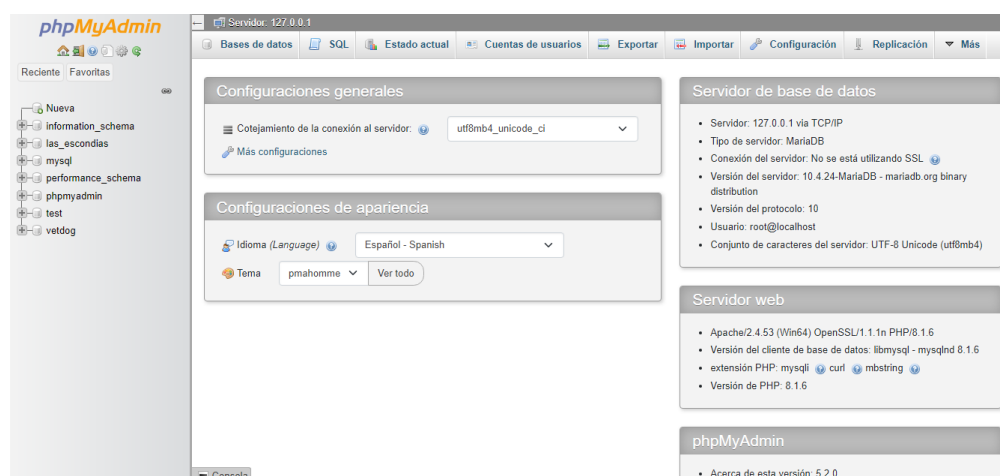 phpMyAdmin
Reciente Favoritas
Nueva
information_schema
las_escondias
mysql
performance_schema
phpmyadmin
test
vetdog
Servidor: 127.0.0.1
Bases de datos SQL Estado actual Cuentas de usuarios Exportar Importar Configuración Replicación Más
Configuraciones generales
Cotejamiento de la conexión al servidor: utf8mb4_unicode_ci
Más configuraciones
Configuraciones de apariencia
Idioma (Language) Español - Spanish
Tema pmahomme Ver todo
Servidor de base de datos
Servidor: 127.0.0.1 via TCP/IP
Tipo de servidor: MariaDB
Conexión del servidor: No se está utilizando SSL
Versión del servidor: 10.4.24-MariaDB - mariadb.org binary
distribution
Versión del protocolo: 10
Usuario: root@localhost
Conjunto de caracteres del servidor: UTF-8 Unicode (utf8mb4)
Servidor web
Apache/2.4.53 (Win64) OpenSSL/1.1.1n PHP/8.1.6
Versión del cliente de base de datos: libmysql - mysqlnd 8.1.6
extensión PHP: mysqli curl mbstring
Versión de PHP: 8.1.6
phpMyAdmin
Acerca de esta versión: 5.2.0
Consola